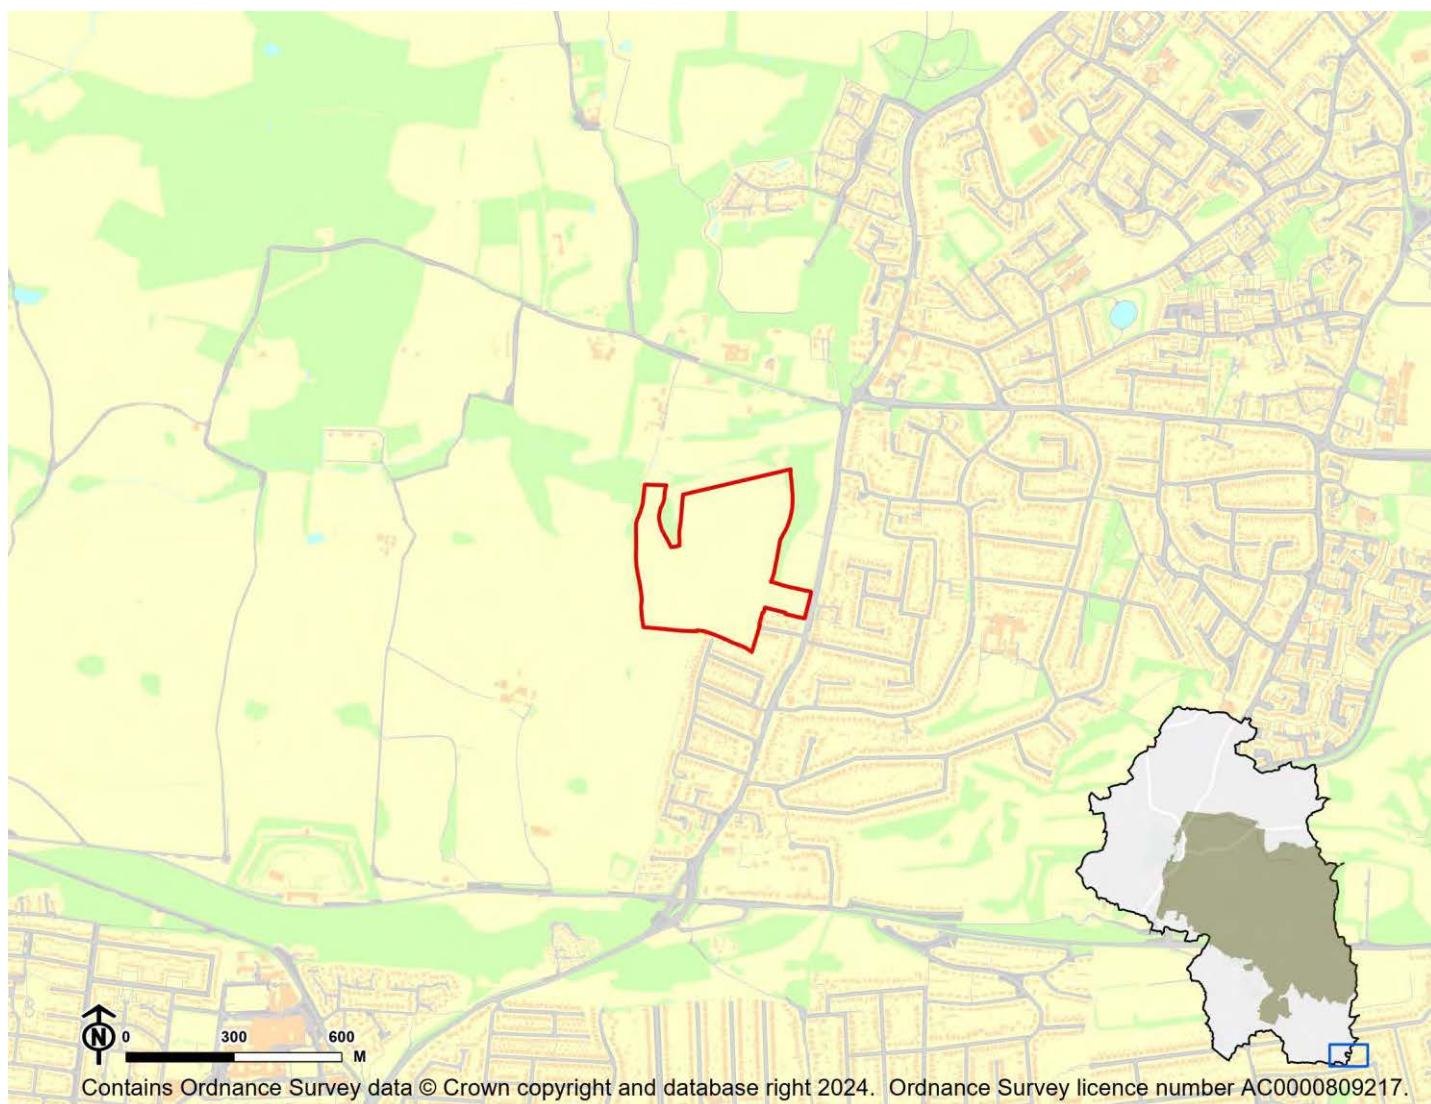 N
0 300 600
M
Contains Ordnance Survey data © Crown copyright and database right 2024. Ordnance Survey licence number AC0000809217.